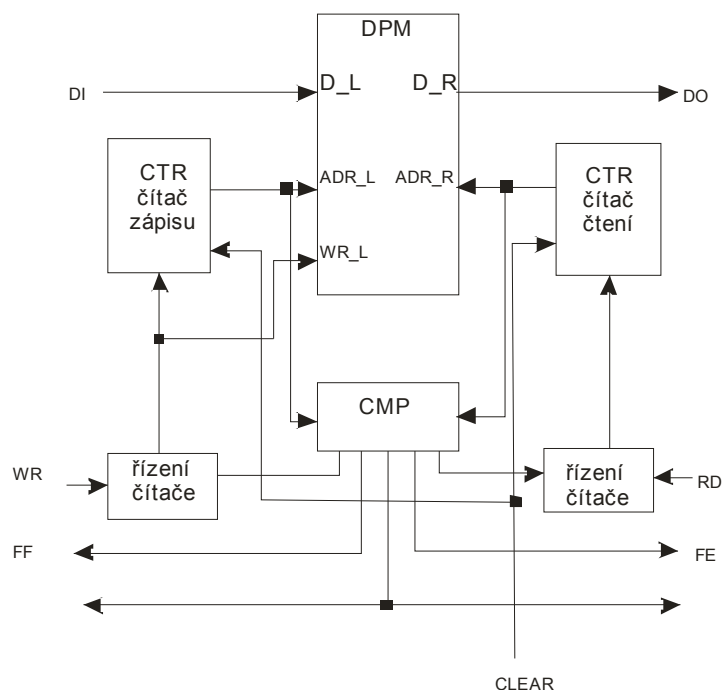 DPM
DI
D_L
D_R
DO
CTR
čítač
zápisu
ADR_L
ADR_R
CTR
čítač
čtení
WR_L
CMP
WR
řízení
čítače
řízení
čítače
RD
FF
FE
CLEAR